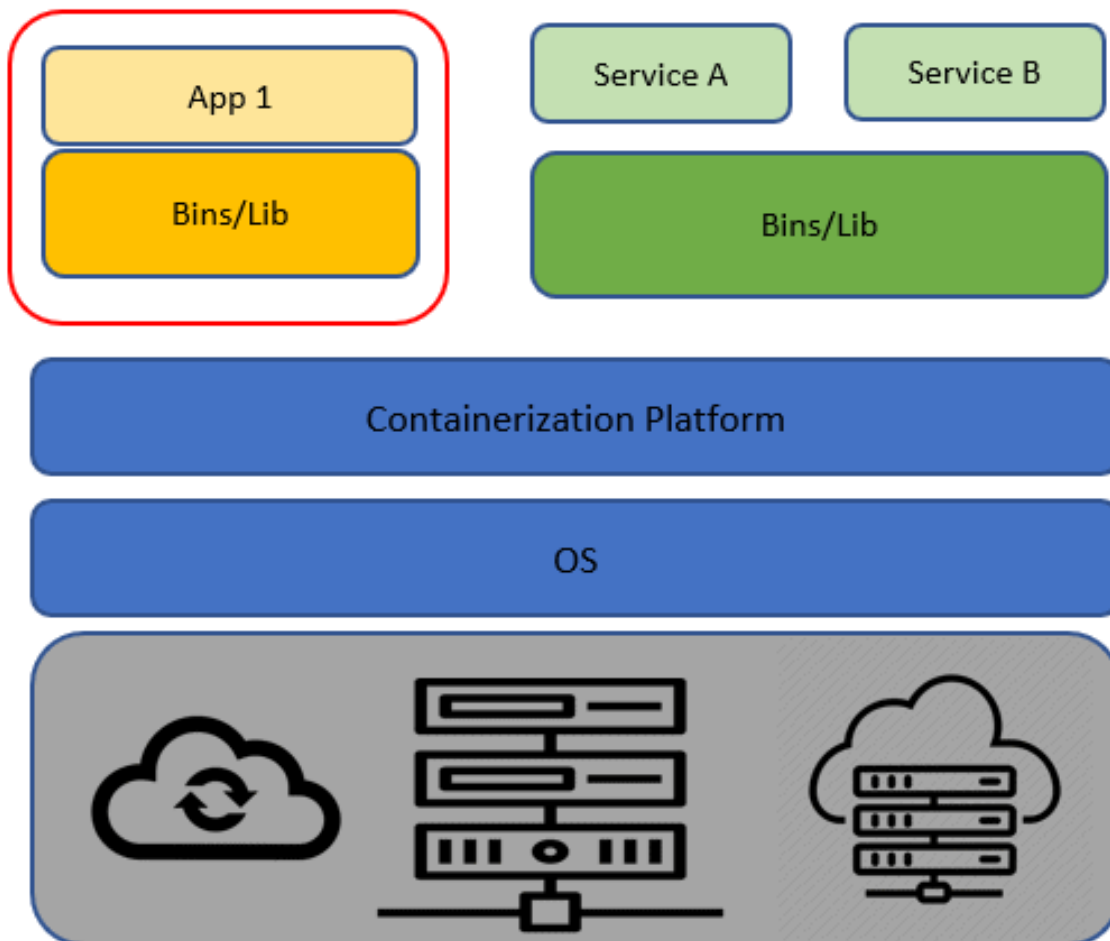 App 1
Bins/Lib
Service A
Service B
Bins/Lib
Containerization Platform
OS